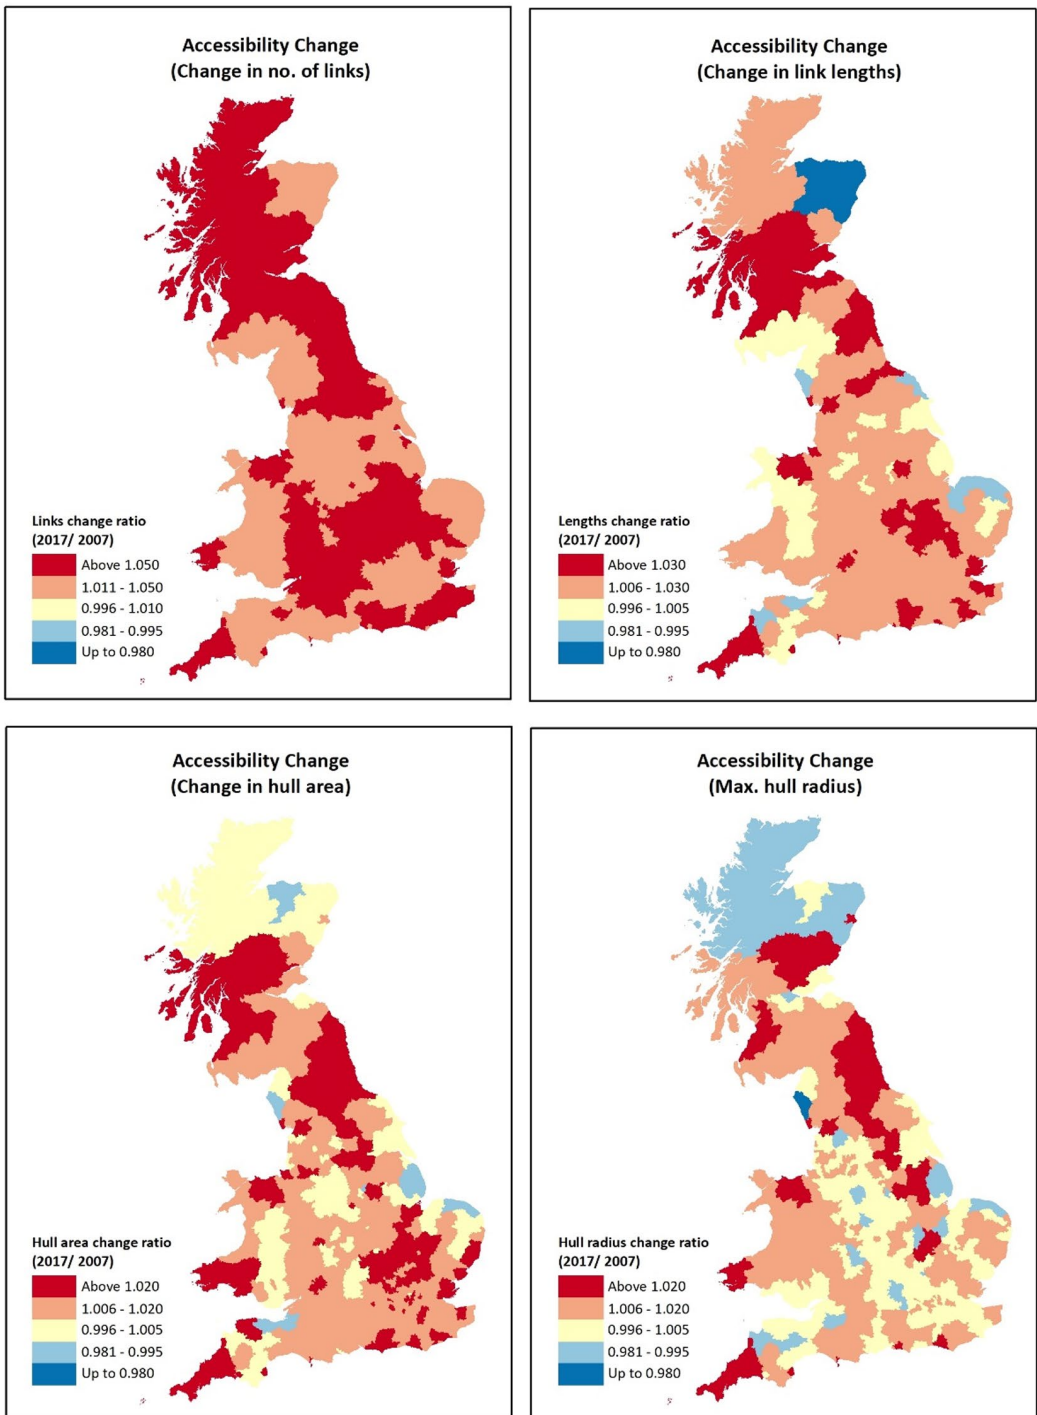 Accessibility Change
(Change in no. of links)
Links change ratio
(2017/ 2007)
Above 1.050
1.011 - 1.050
0.996 - 1.010
0.981 - 0.995
Up to 0.980
Accessibility Change
(Change in link lengths)
Lengths change ratio
(2017/ 2007)
Above 1.030
1.006 - 1.030
0.996 - 1.005
0.981 - 0.995
Up to 0.980
Accessibility Change
(Change in hull area)
Hull area change ratio
(2017/ 2007)
Above 1.020
1.006 - 1.020
0.996 - 1.005
0.981 - 0.995
Up to 0.980
Accessibility Change
(Max. hull radius)
Hull radius change ratio
(2017/ 2007)
Above 1.020
1.006 - 1.020
0.996 - 1.005
0.981 - 0.995
Up to 0.980